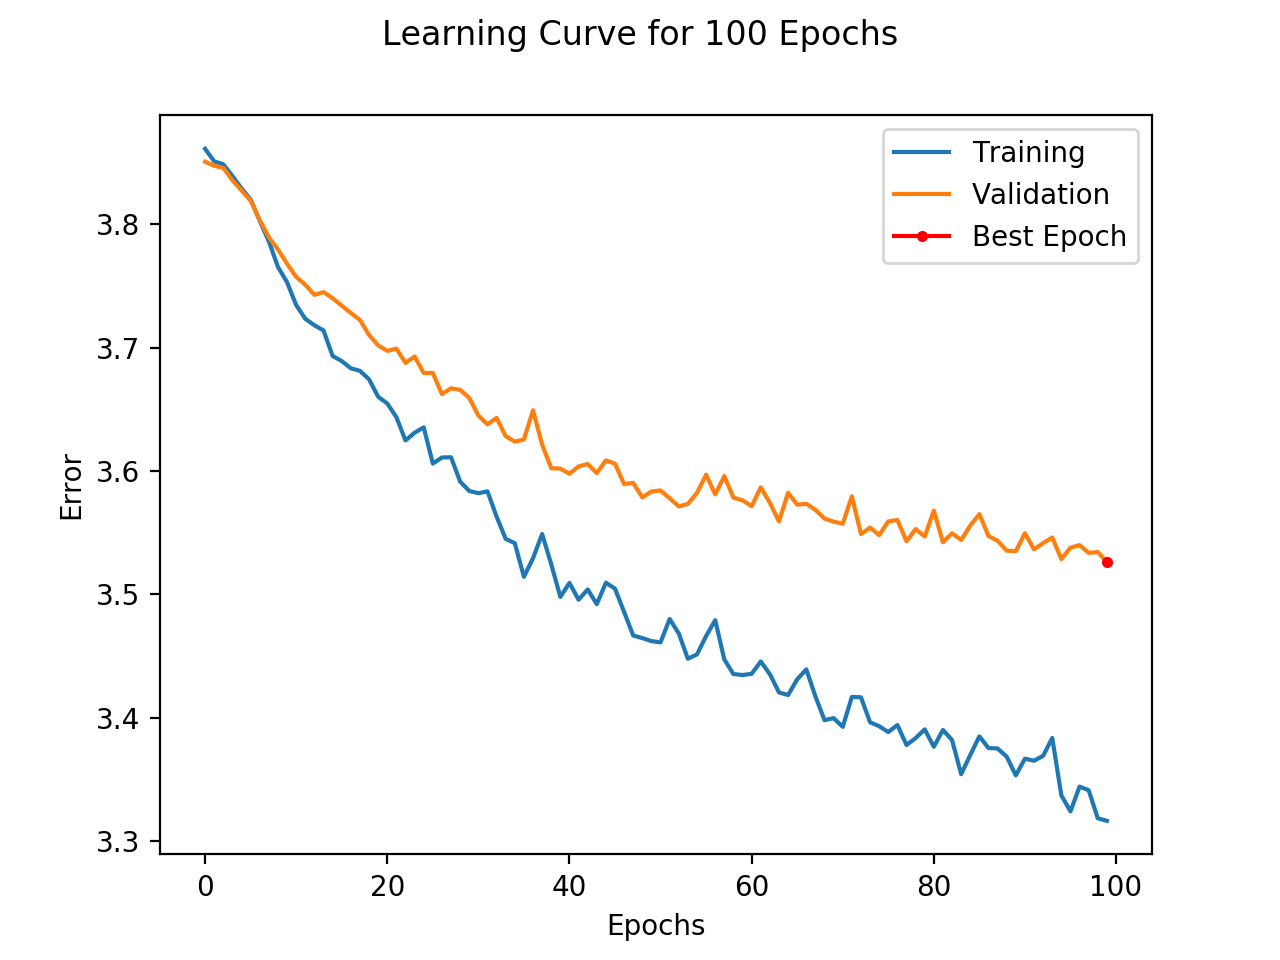 Learning Curve for 100 Epochs
Training
Validation
Best Epoch
3.8
3.7
3.6
3.5
3.4
3.3
Error
0 20 40 60 80 100
Epochs